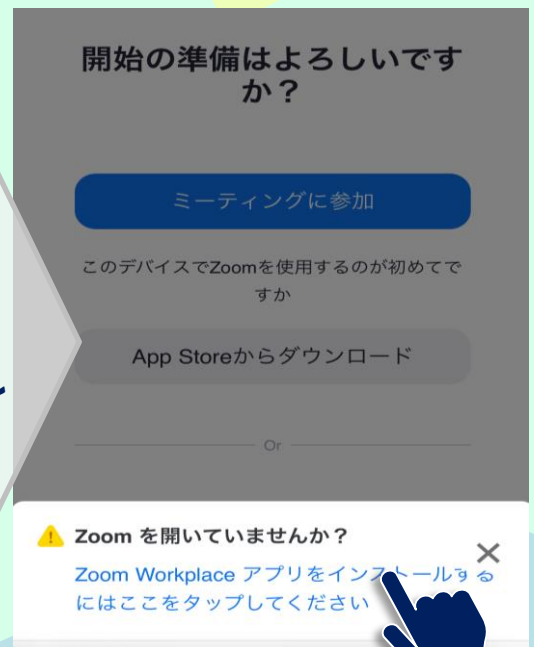 開始の準備はよろしいです
か？
ミーティングに参加
このデバイスでZoomを使用するのが初めてで
すか
App Storeからダウンロード
Or
Zoom を開いていませんか？
Zoom Workplace アプリをインストールする
にはここをタップしてください